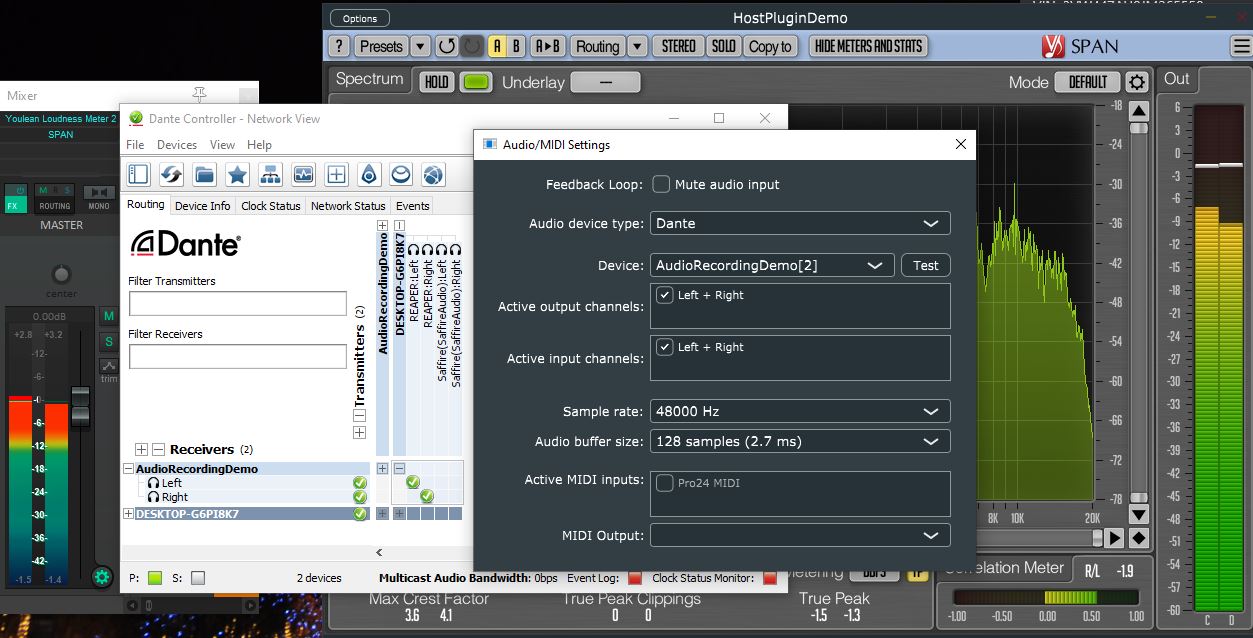 Options
HostPluginDemo
?
Presets
A
B
A▸B
Routing
STEREO
SOLO
Copy to
HIDE METERS AND STATS
SPAN
Spectrum
HOLD
Underlay
—
Mode
DEFAULT
Out
Mixer
Youlean Loudness Meter 2
SPAN
FX
M R S
ROUTING
MONO
MASTER
center
0.00dB
+2.8 +3.2
-12-
-6-
-0-
-6-
-12-
-18-
-24-
-30-
-36-
-42-
-1.5 -1.4
M
S
trim
Dante Controller - Network View
File Devices View Help
Routing
Device Info
Clock Status
Network Status
Events
Dante®
Filter Transmitters
Filter Receivers
Transmitters (2)
AudioRecordingDemo
DESKTOP-G6PI8K7
REAPER:Left
REAPER:Right
Saffire(SaffireAudio):Left
Saffire(SaffireAudio):Right
Receivers (2)
AudioRecordingDemo
Left
Right
DESKTOP-G6PI8K7
P:
S:
2 devices
Multicast Audio Bandwidth: 0bps
Event Log:
Clock Status Monitor:
Audio/MIDI Settings
Feedback Loop:
Mute audio input
Audio device type:
Dante
Device:
AudioRecordingDemo[2]
Test
Active output channels:
Left + Right
Active input channels:
Left + Right
Sample rate:
48000 Hz
Audio buffer size:
128 samples (2.7 ms)
Active MIDI inputs:
Pro24 MIDI
MIDI Output:
-18
-24
-30
-36
-42
-48
-54
-60
-66
-72
-78
8K 10K 20K
6
3
0
-3
-6
-9
-12
-15
-18
-21
-24
-27
-30
-33
-36
-39
-42
-45
-48
-51
-54
-57
-60
C D
Max Crest Factor
3.6 4.1
True Peak Clippings
0 0
True Peak
-1.5 -1.3
Metering
DBFS
TP
Correlation Meter
R/L -1.9
-1.00 -0.50 0.00 0.50 1.00